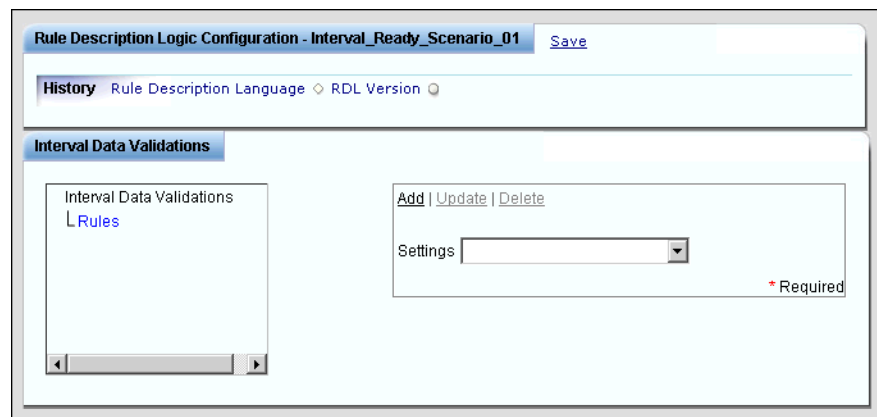 Rule Description Logic Configuration - Interval_Ready_Scenario_01 Save
History Rule Description Language RDL Version
Interval Data Validations
Interval Data Validations
Rules
Add | Update | Delete
Settings
* Required